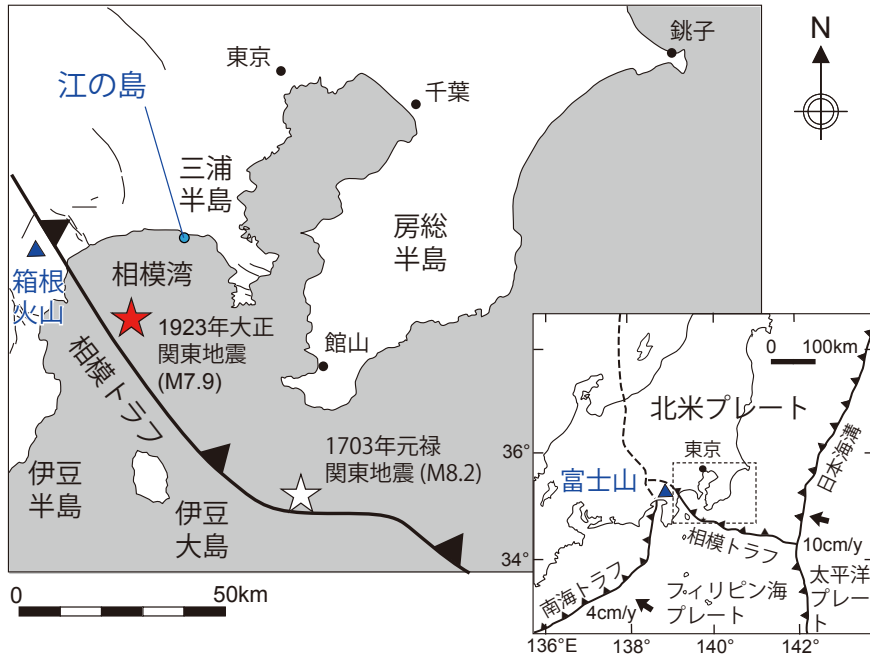 東京
銚子
N
江の島
千葉
三浦
半島
房総
半島
相模湾
箱根
火山
1923年大正
関東地震
(M7.9)
館山
相模トラフ
1703年元禄
関東地震 (M8.2)
伊豆
半島
伊豆
大島
0
50km
0
100km
北米プレート
東京
日本海溝
36°
富士山
10cm/y
相模トラフ
34°
南海トラフ
4cm/y
フィリピン海
プレート
太平洋
プレー
ト
136°E
138°
140°
142°